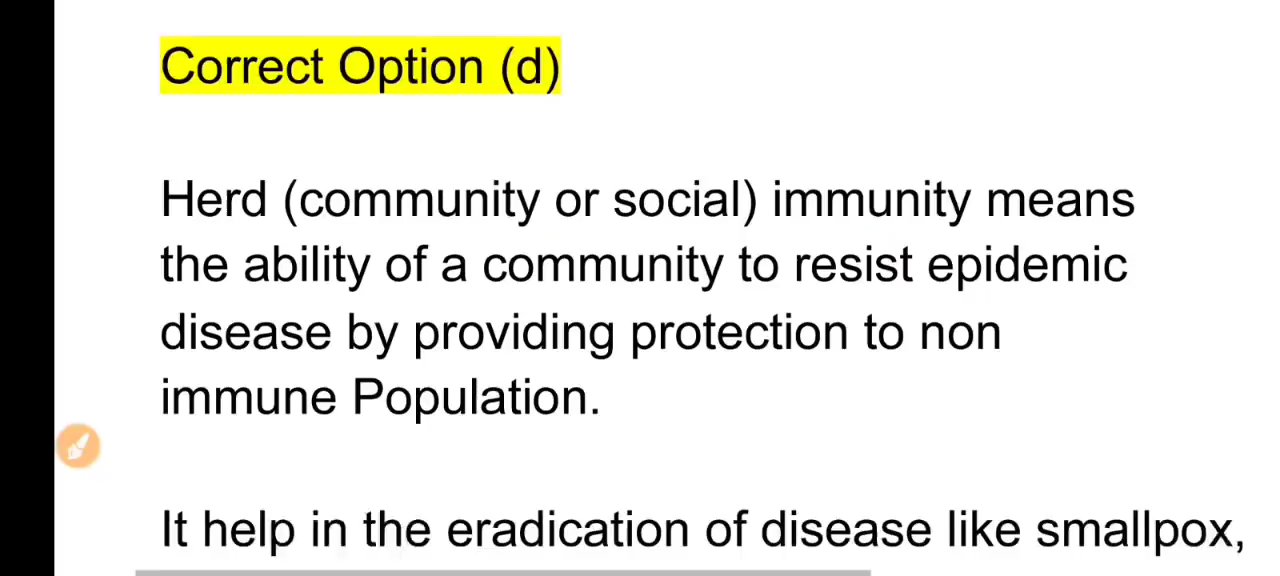 Correct Option (d)
Herd (community or social) immunity means
the ability of a community to resist epidemic
disease by providing protection to non
immune Population.
It help in the eradication of disease like smallpox,